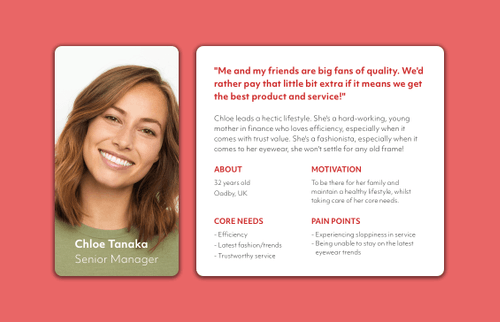 "Me and my friends are big fans of quality. We'd
rather pay that little bit extra if it means we get
the best product and service!"
Chloe leads a hectic lifestyle. She's a hard-working, young
mother in finance who loves efficiency, especially when it
comes with trust value. She's a fashionista, especially when it
comes to her eyewear, she won't settle for any old frame!
ABOUT
32 years old
Oadby, UK
MOTIVATION
To be there for her family and
maintain a healthy lifestyle, whilst
taking care of her core needs.
CORE NEEDS
- Efficiency
- Latest fashion/trends
- Trustworthy service
PAIN POINTS
- Experiencing sloppiness in service
- Being unable to stay on the latest
eyewear trends
Chloe Tanaka
Senior Manager